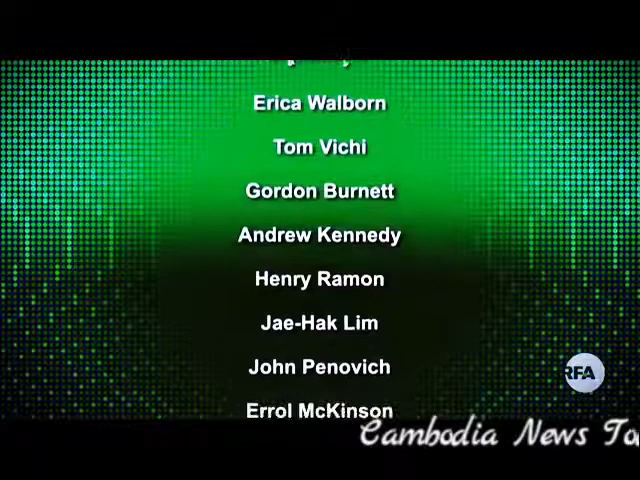 Erica Walborn
Tom Vichi
Gordon Burnett
Andrew Kennedy
Henry Ramon
Jae-Hak Lim
John Penovich
RFA
Errol McKinson
Cambodia News